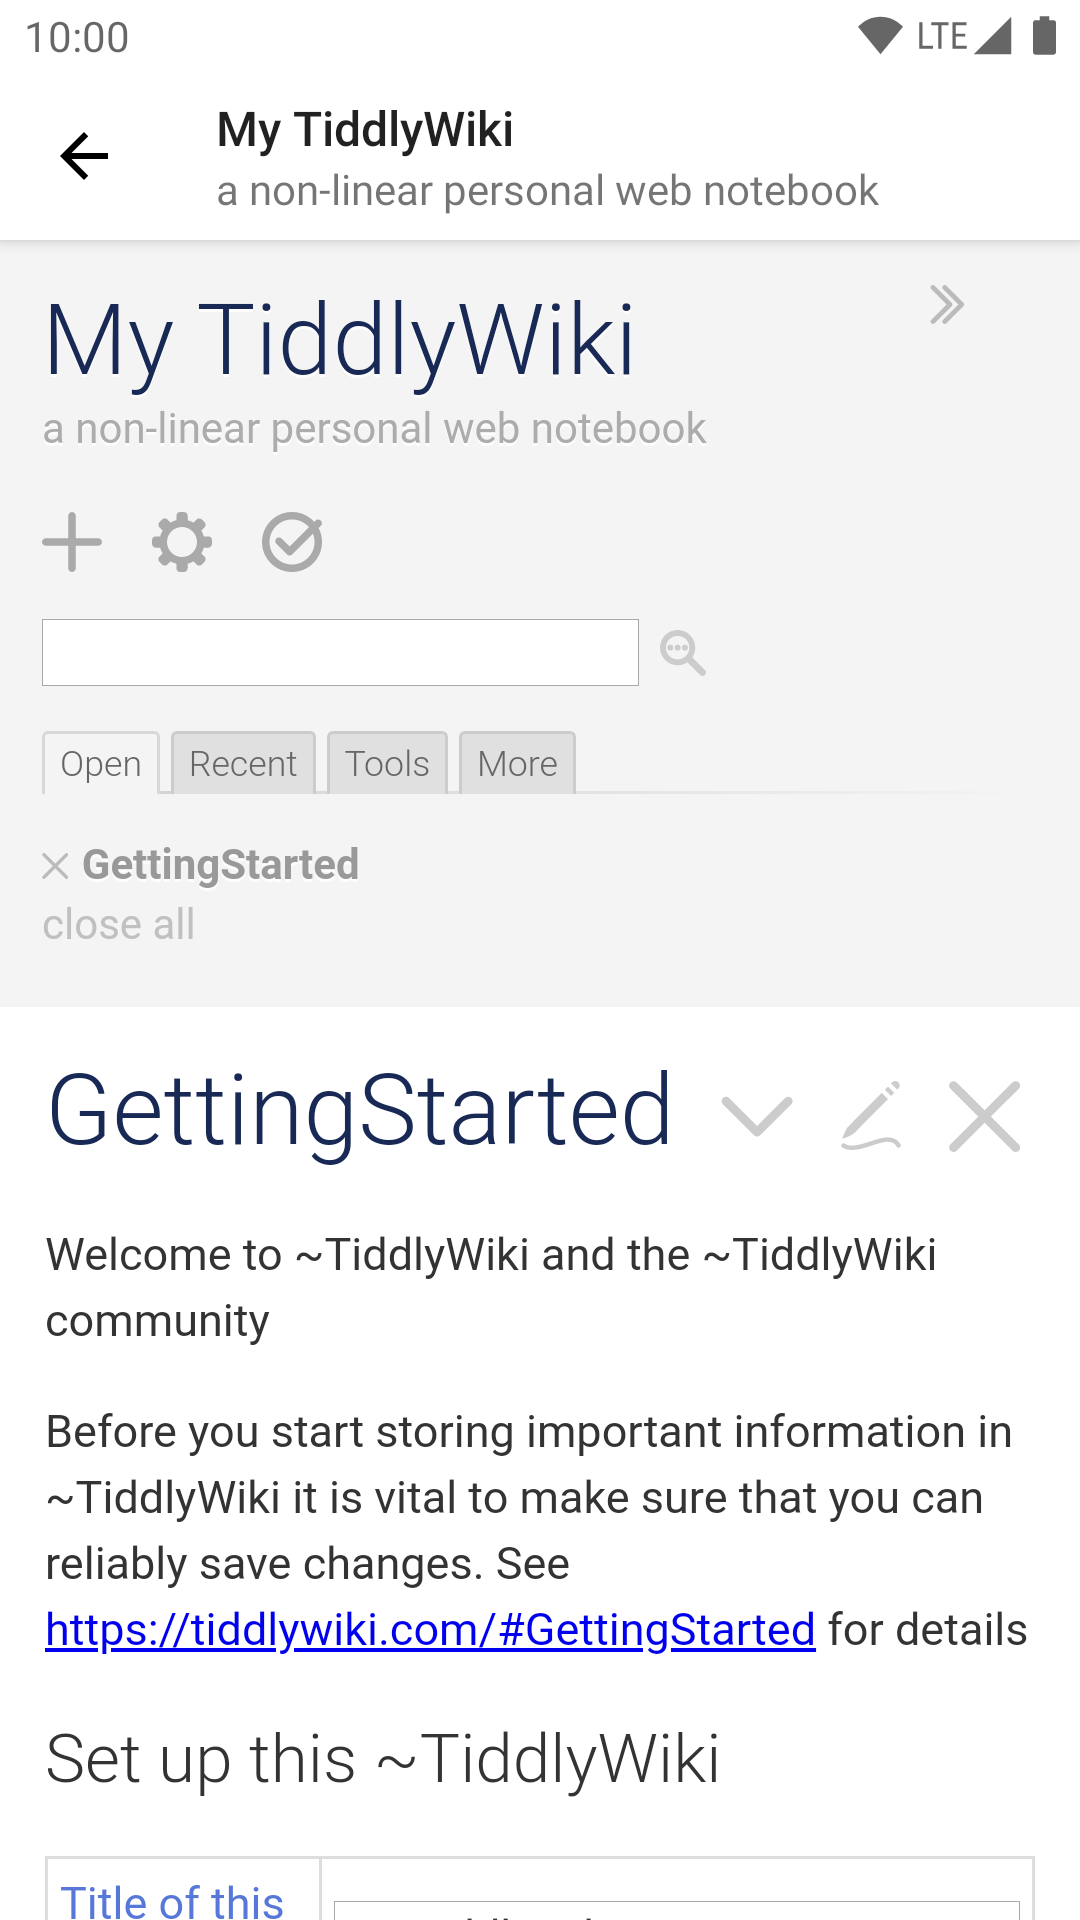 10:00
LTE
My TiddlyWiki
a non-linear personal web notebook
My TiddlyWiki
a non-linear personal web notebook
Open Recent Tools More
GettingStarted
close all
GettingStarted
Welcome to ~TiddlyWiki and the ~TiddlyWiki
community
Before you start storing important information in
~TiddlyWiki it is vital to make sure that you can
reliably save changes. See
https://tiddlywiki.com/#GettingStarted for details
Set up this ~TiddlyWiki
Title of this